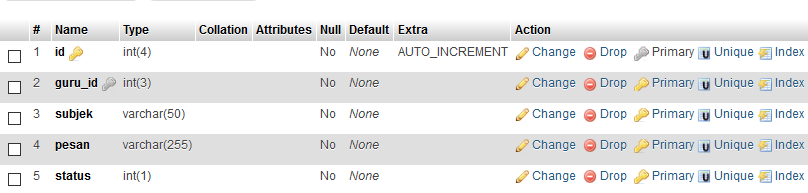 # Name Type Collation Attributes Null Default Extra Action
1 id int(4) No None AUTO_INCREMENT Change Drop Primary Unique Index
2 guru_id int(3) No None Change Drop Primary Unique Index
3 subjek varchar(50) No None Change Drop Primary Unique Index
4 pesan varchar(255) No None Change Drop Primary Unique Index
5 status int(1) No None Change Drop Primary Unique Index